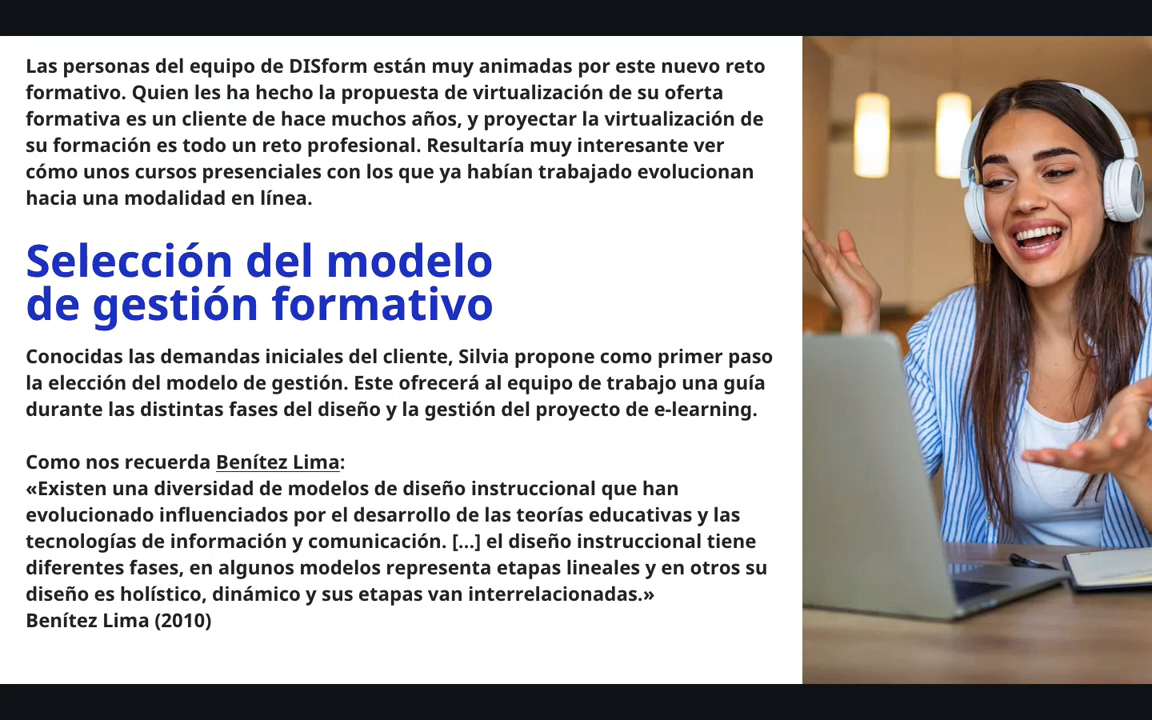 Las personas del equipo de DISform están muy animadas por este nuevo reto
formativo. Quien les ha hecho la propuesta de virtualización de su oferta
formativa es un cliente de hace muchos años, y proyectar la virtualización de
su formación es todo un reto profesional. Resultaría muy interesante ver
cómo unos cursos presenciales con los que ya habían trabajado evolucionan
hacia una modalidad en línea.
Selección del modelo
de gestión formativo
Conocidas las demandas iniciales del cliente, Silvia propone como primer paso
la elección del modelo de gestión. Este ofrecerá al equipo de trabajo una guía
durante las distintas fases del diseño y la gestión del proyecto de e-learning.
Como nos recuerda Benítez Lima:
«Existen una diversidad de modelos de diseño instruccional que han
evolucionado influenciados por el desarrollo de las teorías educativas y las
tecnologías de información y comunicación. [...] el diseño instruccional tiene
diferentes fases, en algunos modelos representa etapas lineales y en otros su
diseño es holístico, dinámico y sus etapas van interrelacionadas.»
Benítez Lima (2010)